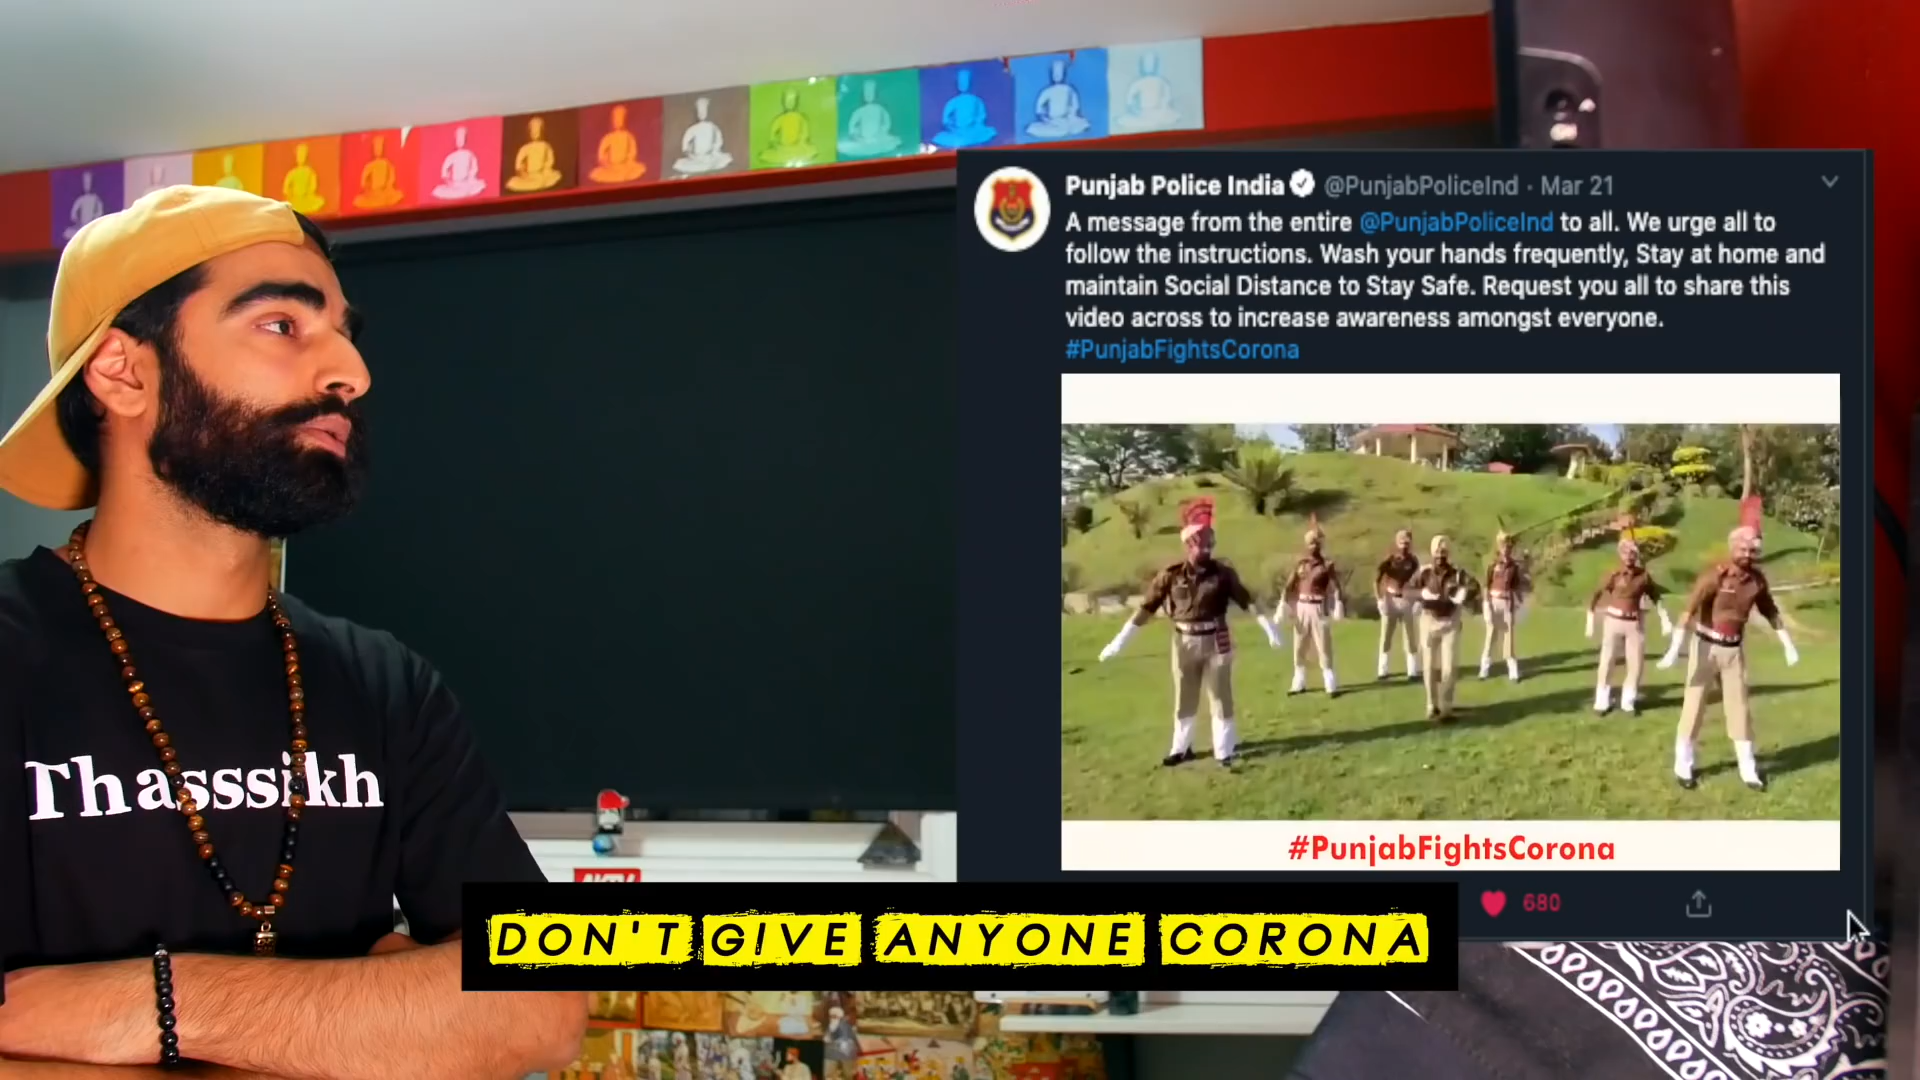 Punjab Police India @PunjabPoliceInd · Mar 21
A message from the entire @PunjabPoliceInd to all. We urge all to
follow the instructions. Wash your hands frequently, Stay at home and
maintain Social Distance to Stay Safe. Request you all to share this
video across to increase awareness amongst everyone.
#PunjabFightsCorona
#PunjabFightsCorona
680
Thasssikh
DON'T GIVE ANYONE CORONA